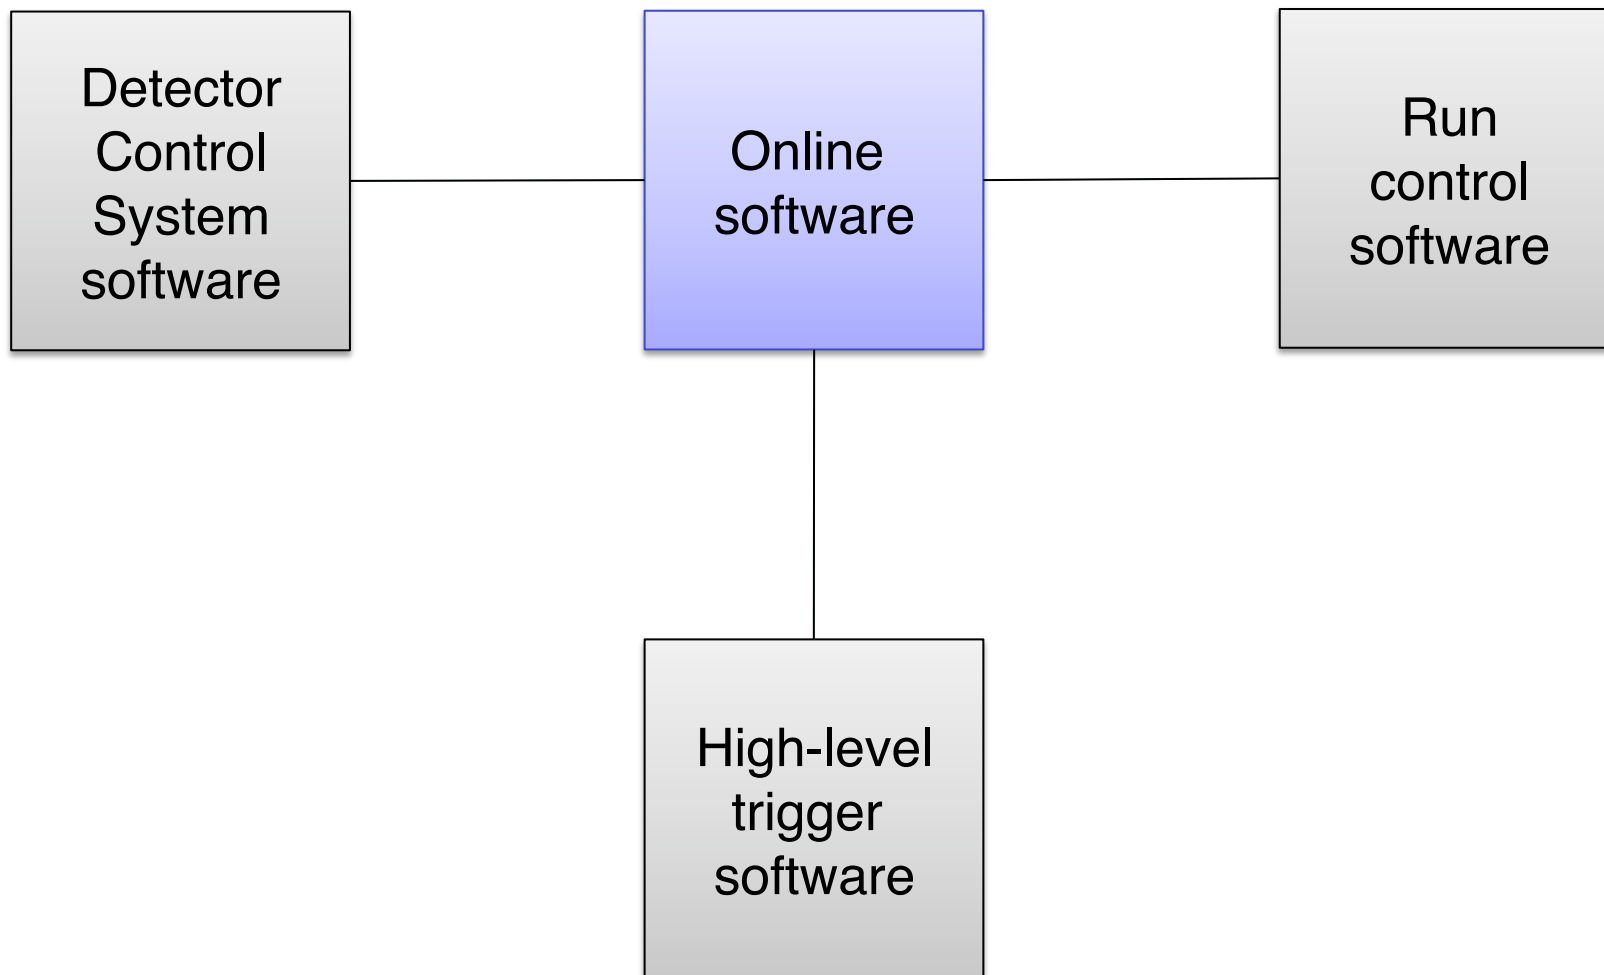 Detector
Control
System
software
Online
software
Run
control
software
High-level
trigger
software